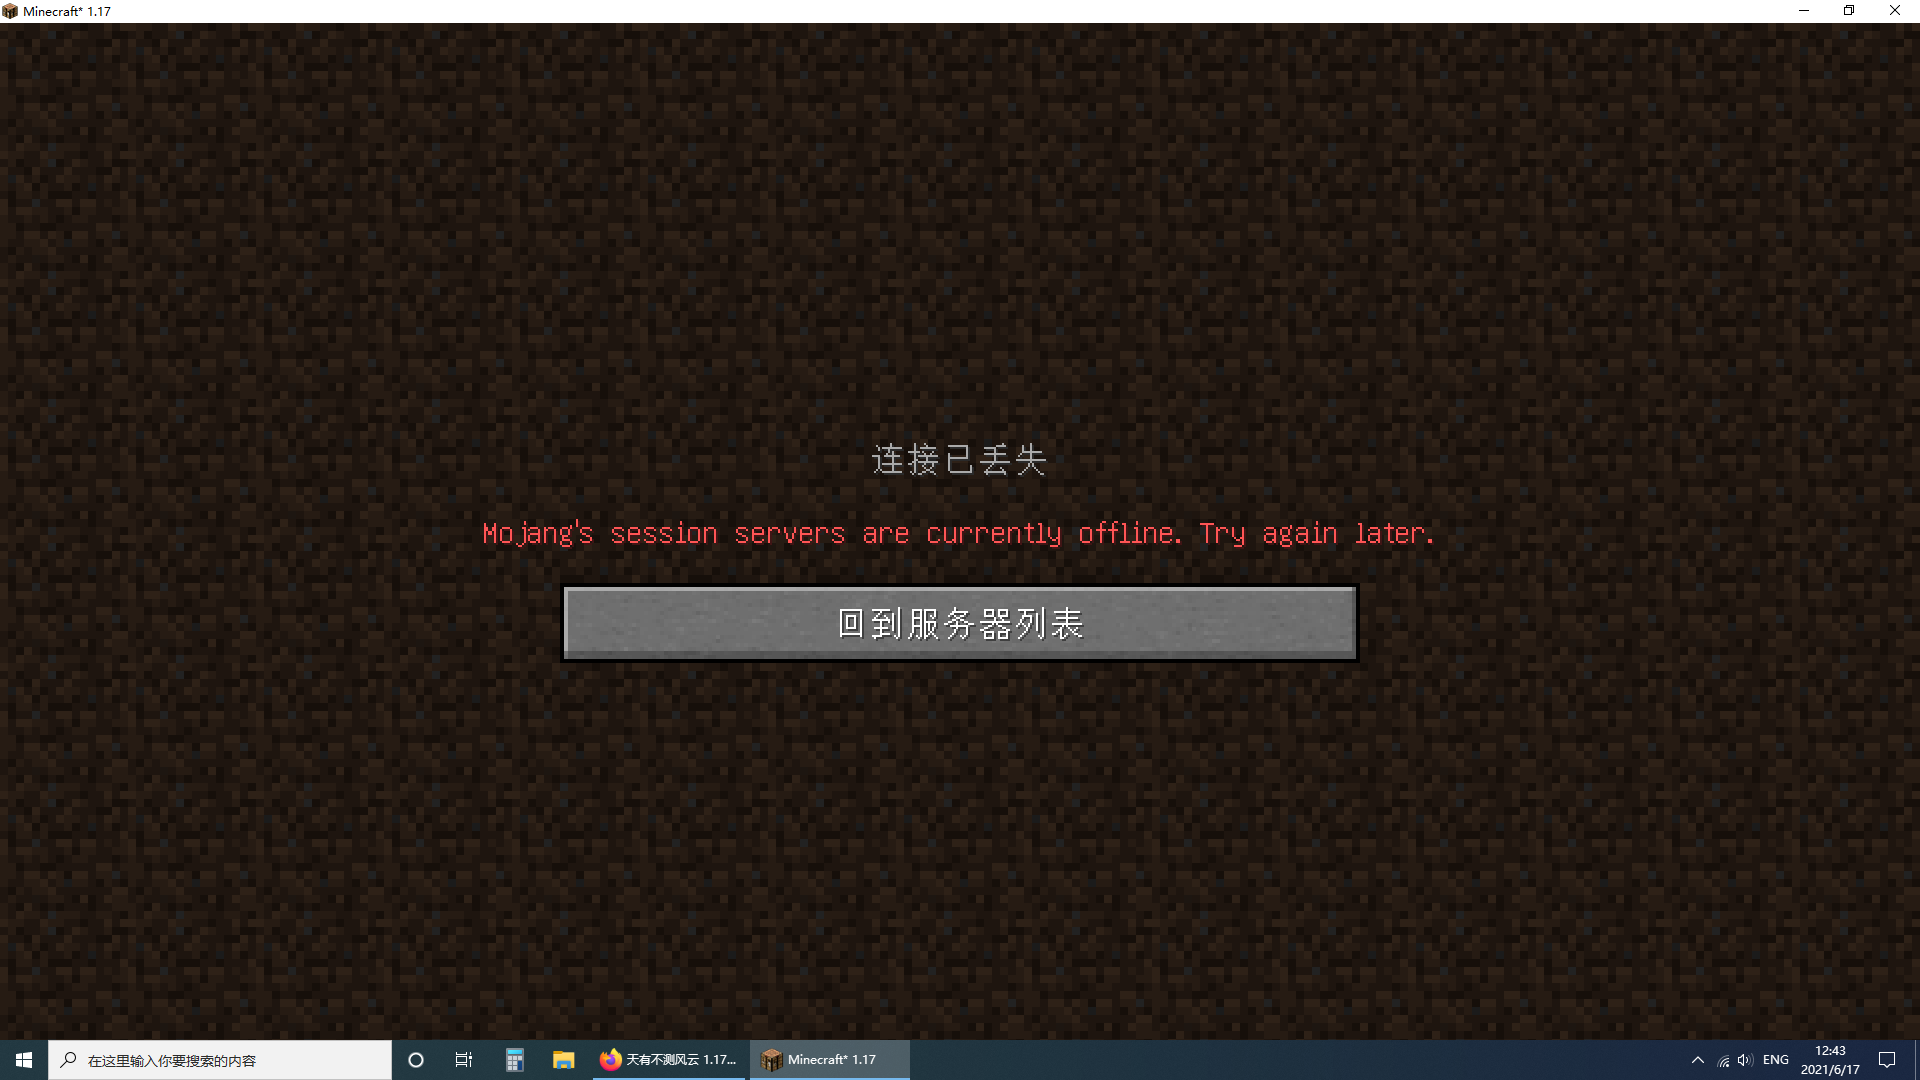 Minecraft* 1.17
连接已丢失
Mojang's session servers are currently offline. Try again later.
回到服务器列表
在这里输入你要搜索的内容
天有不测风云 1.17...
Minecraft* 1.17
ENG
12:43
2021/6/17